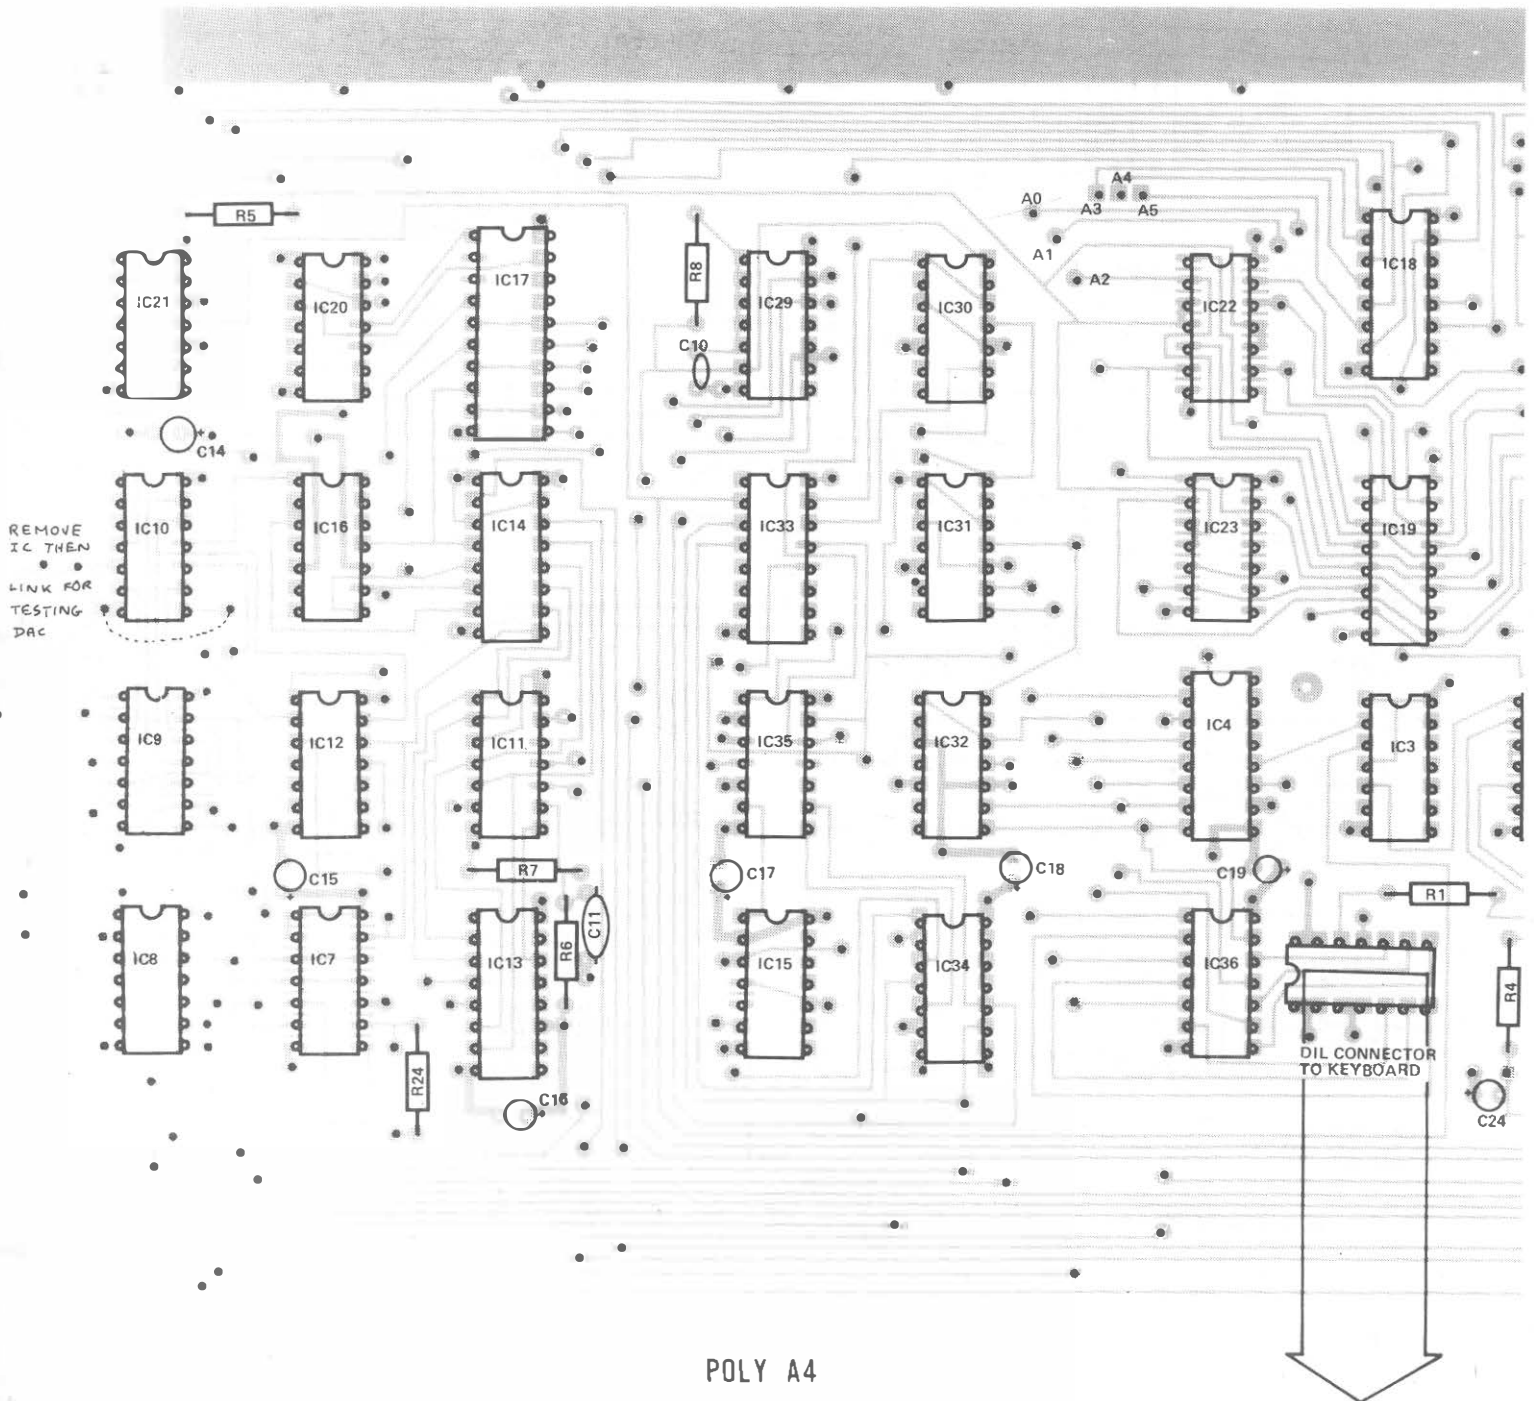 A4
A0
A3
A5
R5
A1
IC18
IC21
IC20
IC17
R8
IC29
IC30
A2
IC22
C10
C14
IC10
IC16
IC14
IC33
IC31
IC23
IC19
REMOVE
IC THEN
LINK FOR
TESTING
DAC
IC9
IC12
IC11
IC35
IC32
IC4
IC3
C15
R7
C17
C18
C19
R1
IC8
IC7
IC13
R6
C11
IC15
IC34
IC36
R4
R24
C16
DIL CONNECTOR
TO KEYBOARD
C24
POLY A4